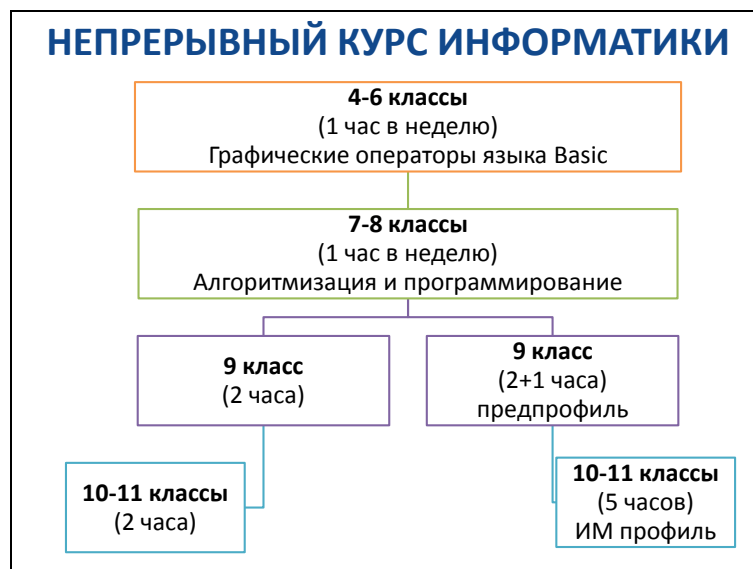 НЕПРЕРЫВНЫЙ КУРС ИНФОРМАТИКИ
4-6 классы
(1 час в неделю)
Графические операторы языка Basic
7-8 классы
(1 час в неделю)
Алгоритмизация и программирование
9 класс
(2 часа)
9 класс
(2+1 часа)
предпрофиль
10-11 классы
(2 часа)
10-11 классы
(5 часов)
ИМ профиль